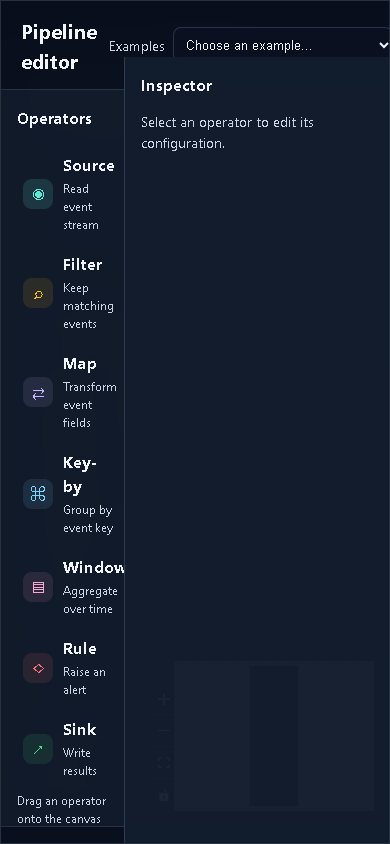 Pipeline
editor
Examples
Choose an example...
Operators
Source
Read
event
stream
Filter
Keep
matching
events
Map
Transform
event
fields
Key-
by
Group by
event key
Window
Aggregate
over time
Rule
Raise an
alert
Sink
Write
results
Drag an operator
onto the canvas
Inspector
Select an operator to edit its
configuration.